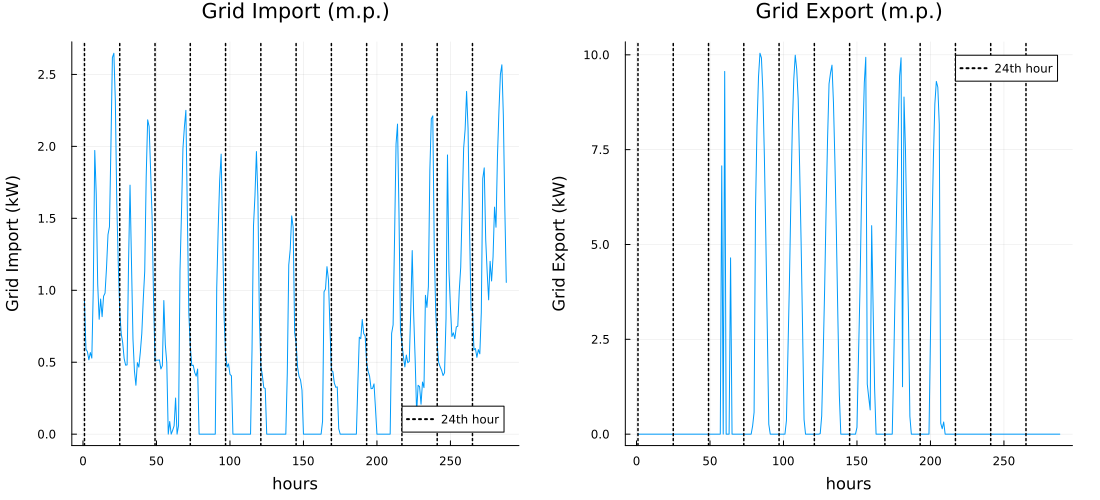 Grid Import (m.p.)
Grid Import (kW)
2.5
2.0
1.5
1.0
0.5
0.0
0 50 100 150 200 250
hours
24th hour
Grid Export (m.p.)
Grid Export (kW)
10.0
7.5
5.0
2.5
0.0
0 50 100 150 200 250
hours
24th hour